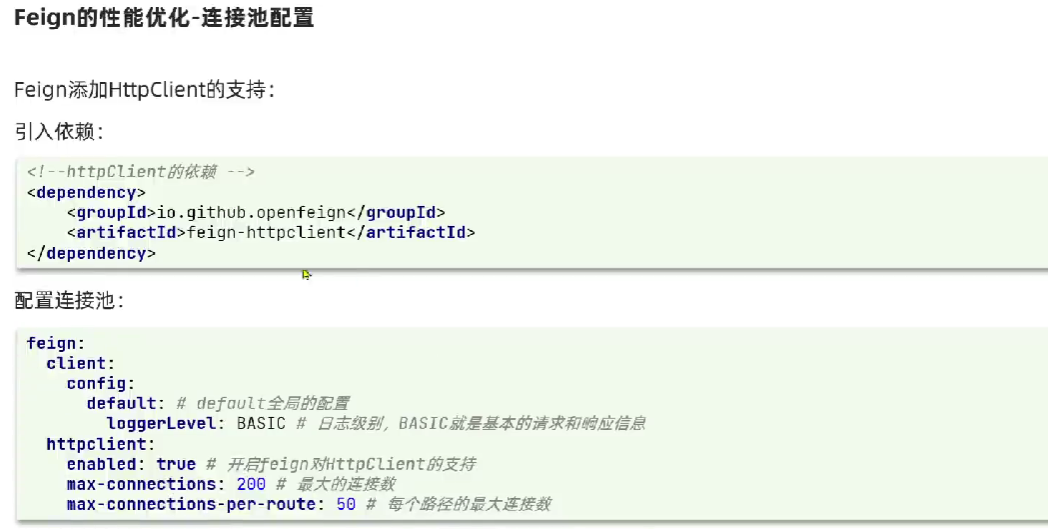 Feign的性能优化-连接池配置
Feign添加HttpClient的支持：
引入依赖：
<!--httpClient的依赖 -->
<dependency>
    <groupId>io.github.openfeign</groupId>
    <artifactId>feign-httpclient</artifactId>
</dependency>
配置连接池：
feign:
  client:
    config:
      default: # default全局的配置
        loggerLevel: BASIC # 日志级别，BASIC就是基本的请求和响应信息
  httpclient:
    enabled: true # 开启feign对HttpClient的支持
    max-connections: 200 # 最大的连接数
    max-connections-per-route: 50 # 每个路径的最大连接数